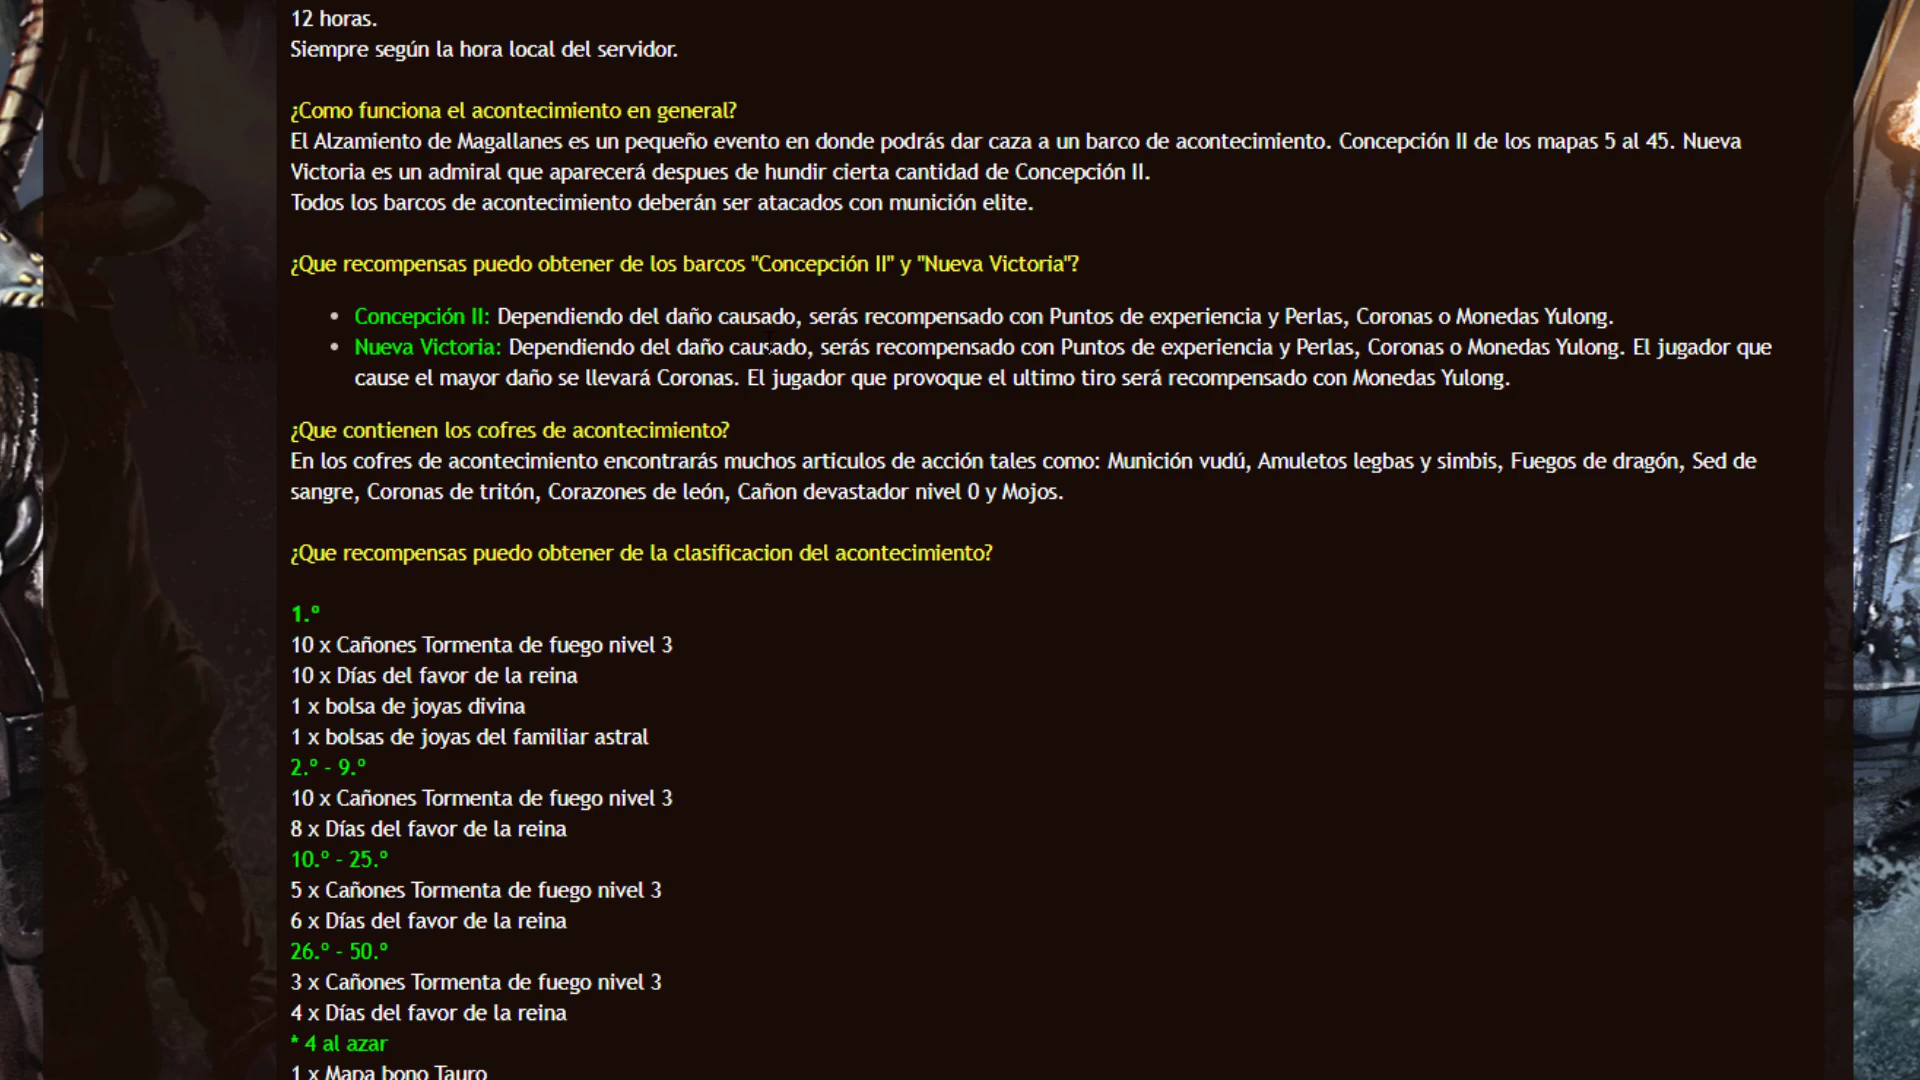 12 horas.
Siempre según la hora local del servidor.
¿Como funciona el acontecimiento en general?
El Alzamiento de Magallanes es un pequeño evento en donde podrás dar caza a un barco de acontecimiento. Concepción II de los mapas 5 al 45. Nueva
Victoria es un admiral que aparecerá despues de hundir cierta cantidad de Concepción II.
Todos los barcos de acontecimiento deberán ser atacados con munición elite.
¿Que recompensas puedo obtener de los barcos "Concepción II" y "Nueva Victoria"?
• Concepción II: Dependiendo del daño causado, serás recompensado con Puntos de experiencia y Perlas, Coronas o Monedas Yulong.
• Nueva Victoria: Dependiendo del daño causado, serás recompensado con Puntos de experiencia y Perlas, Coronas o Monedas Yulong. El jugador que
cause el mayor daño se llevará Coronas. El jugador que provoque el ultimo tiro será recompensado con Monedas Yulong.
¿Que contienen los cofres de acontecimiento?
En los cofres de acontecimiento encontrarás muchos articulos de acción tales como: Munición vudú, Amuletos legbas y simbis, Fuegos de dragón, Sed de
sangre, Coronas de tritón, Corazones de león, Cañon devastador nivel 0 y Mojos.
¿Que recompensas puedo obtener de la clasificacion del acontecimiento?
1.º
10 x Cañones Tormenta de fuego nivel 3
10 x Días del favor de la reina
1 x bolsa de joyas divina
1 x bolsas de joyas del familiar astral
2.º - 9.º
10 x Cañones Tormenta de fuego nivel 3
8 x Días del favor de la reina
10.º - 25.º
5 x Cañones Tormenta de fuego nivel 3
6 x Días del favor de la reina
26.º - 50.º
3 x Cañones Tormenta de fuego nivel 3
4 x Días del favor de la reina
* 4 al azar
1 x Mapa bono Tauro